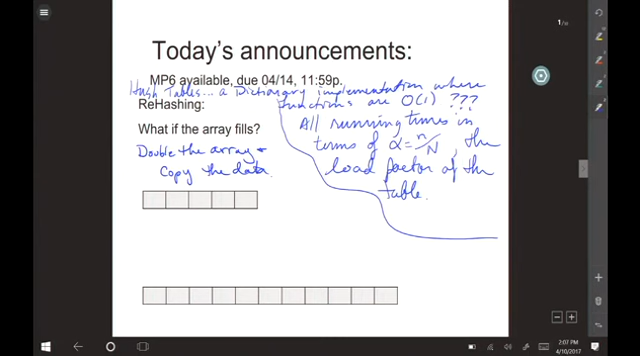 Today's announcements:
MP6 available, due 04/14, 11:59p.
Hash Tables... a Dictionary implementation where
functions are O(1) ???
ReHashing:
What if the array fills?
Double the array +
Copy the data.
All running times in
terms of α = n/N, the
load factor of the
table.
1/
2:07 PM
4/10/2017